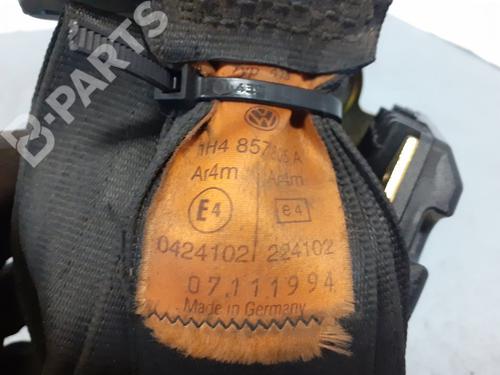 B-PARTS
1H4 857 A
Ar4m Ar4m
E4 e4
0424102 224102
07.11 1994
Made in Germany